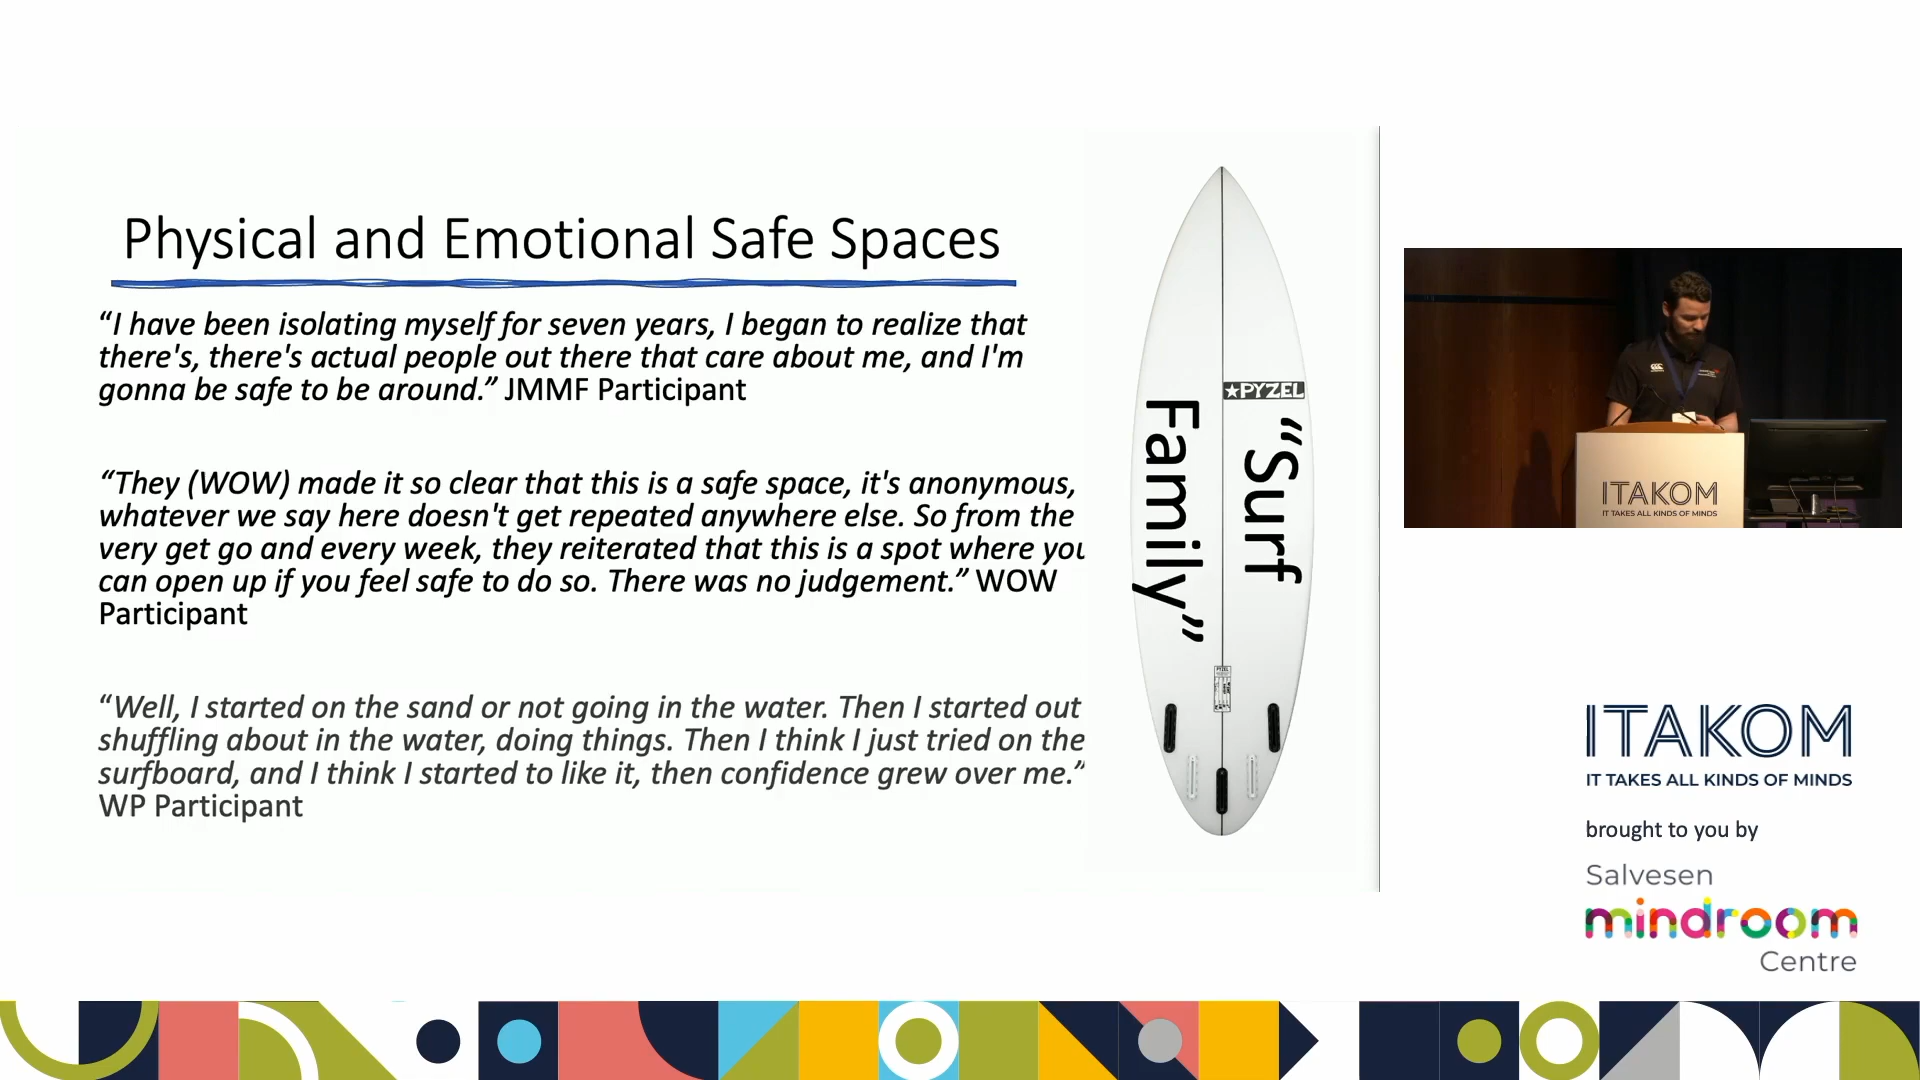 Physical and Emotional Safe Spaces
“I have been isolating myself for seven years, I began to realize that
there's, there's actual people out there that care about me, and I'm
gonna be safe to be around.” JMMF Participant
“They (WOW) made it so clear that this is a safe space, it's anonymous,
whatever we say here doesn't get repeated anywhere else. So from the
very get go and every week, they reiterated that this is a spot where you
can open up if you feel safe to do so. There was no judgement.” WOW
Participant
“Well, I started on the sand or not going in the water. Then I started out
shuffling about in the water, doing things. Then I think I just tried on the
surfboard, and I think I started to like it, then confidence grew over me.”
WP Participant
PYZEL
“Surf
Family”
ITAKOM
IT TAKES ALL KINDS OF MINDS
ITAKOM
IT TAKES ALL KINDS OF MINDS
brought to you by
Salvesen
mindroom
Centre